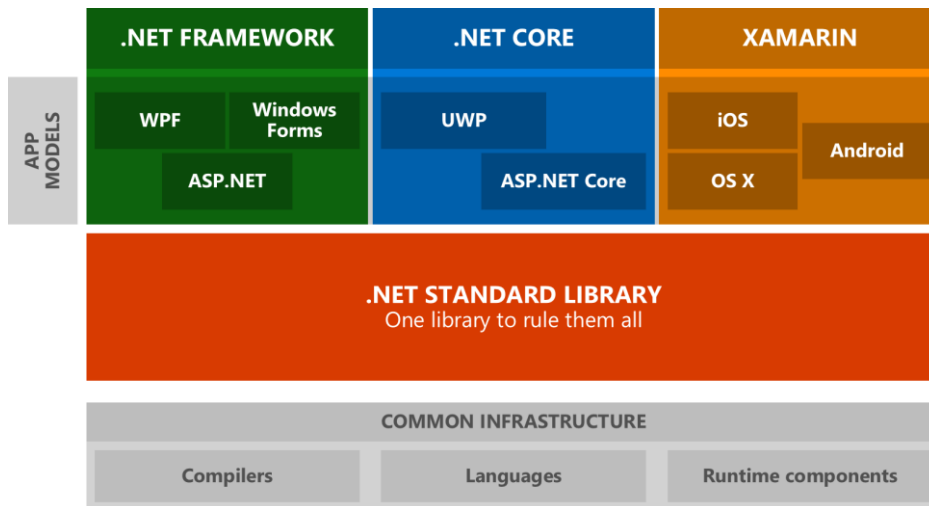 .NET FRAMEWORK
.NET CORE
XAMARIN
APP
MODELS
WPF
Windows
Forms
ASP.NET
UWP
ASP.NET Core
iOS
OS X
Android
.NET STANDARD LIBRARY
One library to rule them all
COMMON INFRASTRUCTURE
Compilers
Languages
Runtime components